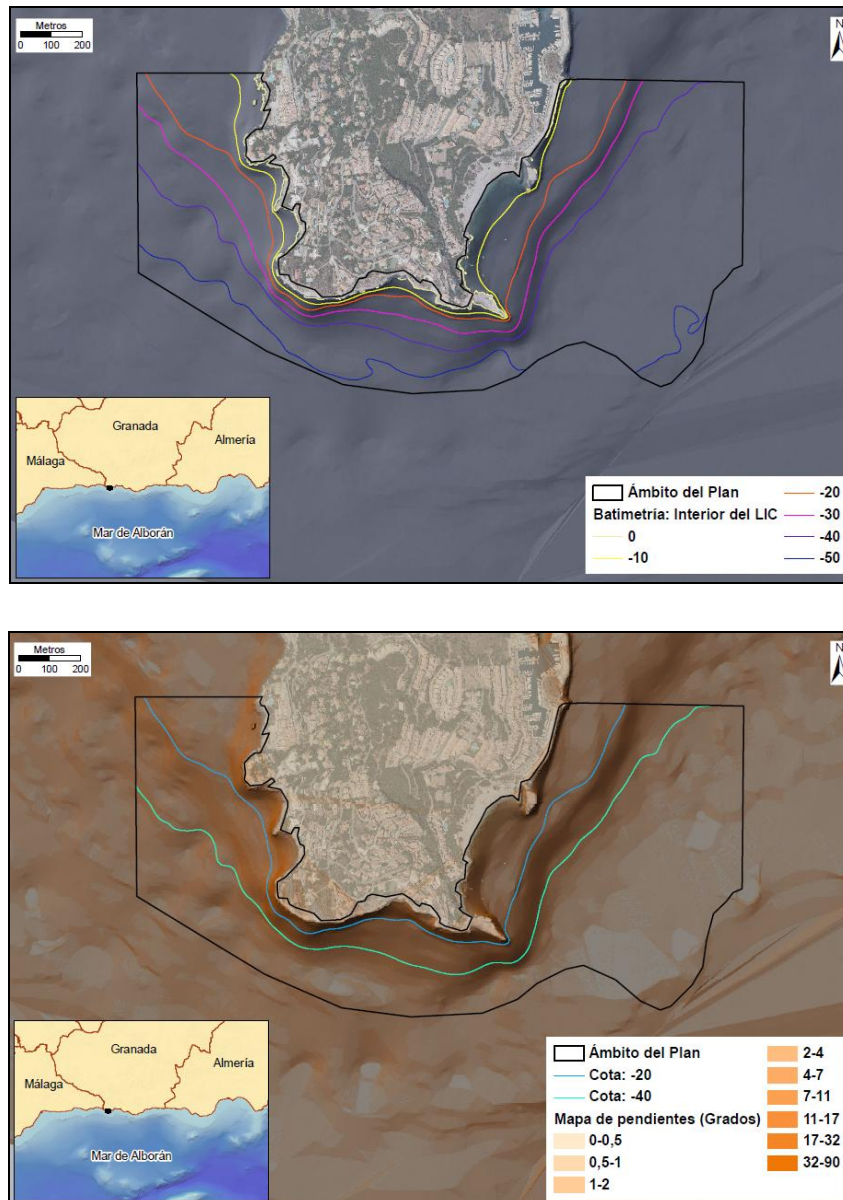 Metros
0 100 200
N
Granada
Almería
Málaga
Mar de Alborán
Ámbito del Plan
Batimetría: Interior del LIC
0
-10
-20
-30
-40
-50
Metros
0 100 200
N
Granada
Almería
Málaga
Mar de Alborán
Ámbito del Plan
Cota: -20
Cota: -40
Mapa de pendientes (Grados)
0-0,5
0,5-1
1-2
2-4
4-7
7-11
11-17
17-32
32-90